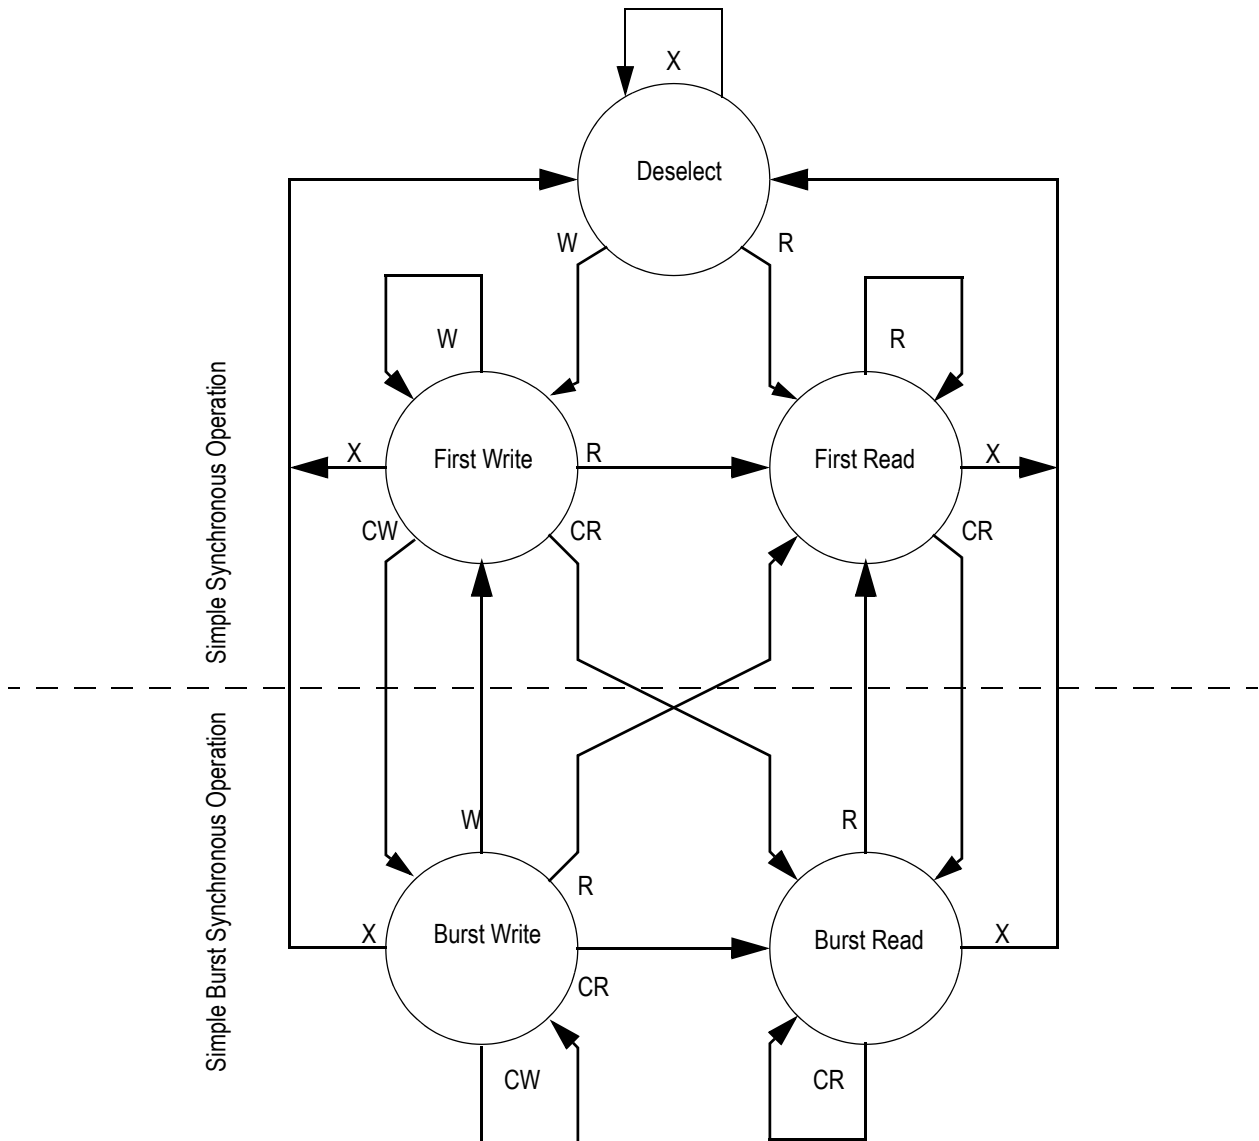 X
Deselect
W
R
W
R
Simple Synchronous Operation
X
First Write
R
First Read
X
CW
CR
CR
Simple Burst Synchronous Operation
W
R
R
X
Burst Write
Burst Read
X
CR
CW
CR